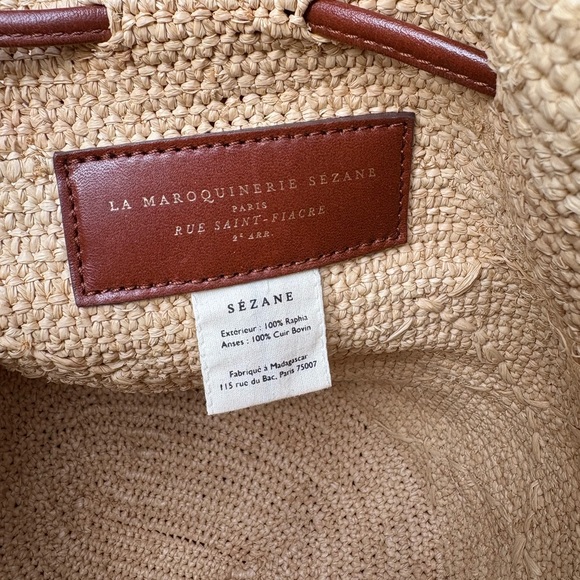 LA MAROQUINERIE SÉZANE
PARIS
RUE SAINT-FIACRE
2ᵉ ARR.
SÉZANE
Extérieur : 100% Raphia
Anses : 100% Cuir Bovin
Fabriqué à Madagascar
115 rue du Bac, Paris 75007